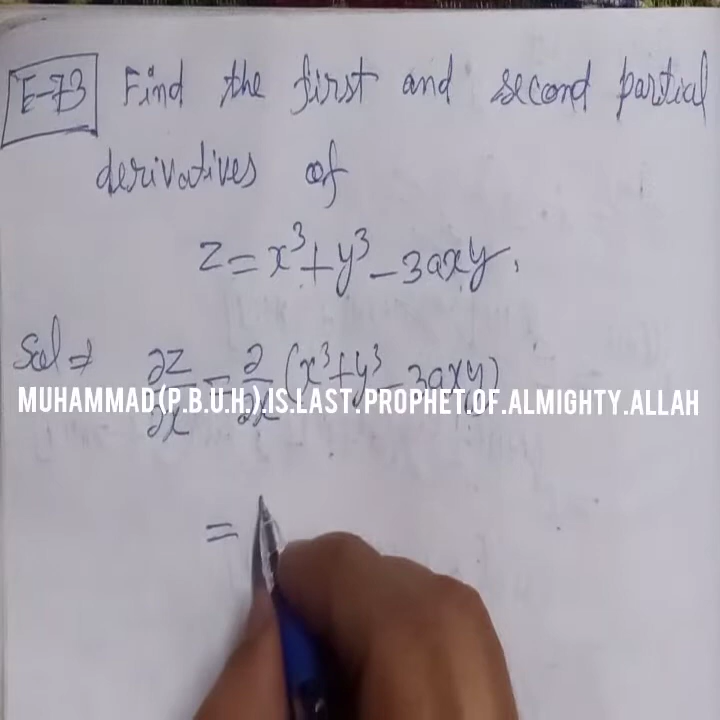 E-73 Find the first and second partial
derivatives of
z=x³+y³-3axy.
Sol⇒ ∂z/∂x = ∂/∂x (x³+y³-3axy)
MUHAMMAD(P.B.U.H.).IS.LAST.PROPHET.OF.ALMIGHTY.ALLAH
=